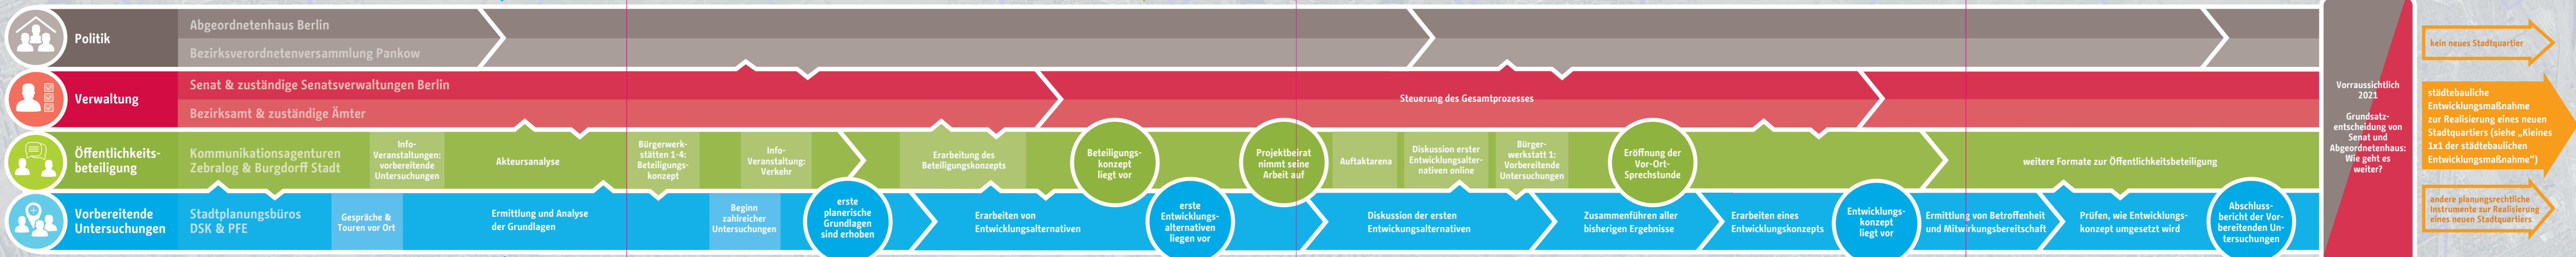 Politik
Abgeordnetenhaus Berlin
Bezirksverordnetenversammlung Pankow
Verwaltung
Senat & zuständige Senatsverwaltungen Berlin
Bezirksamt & zuständige Ämter
Steuerung des Gesamtprozesses
Öffentlichkeits-
beteiligung
Kommunikationsagenturen
Zebralog & Burgdorff Stadt
Info-
Veranstaltungen:
vorbereitende
Untersuchungen
Akteursanalyse
Bürgerwerk-
stätten 1-4:
Beteiligungs-
konzept
Info-
Veranstaltung:
Verkehr
Erarbeitung des
Beteiligungskonzepts
Beteiligungs-
konzept
liegt vor
Projektbeirat
nimmt seine
Arbeit auf
Auftaktarena
Diskussion erster
Entwicklungsalter-
nativen online
Bürger-
werkstatt 1:
Vorbereitende
Untersuchungen
Eröffnung der
Vor-Ort-
Sprechstunde
weitere Formate zur Öffentlichkeitsbeteiligung
Vorbereitende
Untersuchungen
Stadtplanungsbüros
DSK & PFE
Gespräche &
Touren vor Ort
Ermittlung und Analyse
der Grundlagen
Beginn
zahlreicher
Untersuchungen
erste
planerische
Grundlagen
sind erhoben
Erarbeiten von
Entwicklungsalternativen
erste
Entwicklungs-
alternativen
liegen vor
Diskussion der ersten
Entwickungsalternativen
Zusammenführen aller
bisherigen Ergebnisse
Erarbeiten eines
Entwicklungskonzepts
Entwicklungs-
konzept
liegt vor
Ermittlung von Betroffenheit
und Mitwirkungsbereitschaft
Prüfen, wie Entwicklungs-
konzept umgesetzt wird
Abschluss-
bericht der Vor-
bereitenden Un-
tersuchungen
Vorraussichtlich
2021
Grundsatz-
entscheidung von
Senat und
Abgeordnetenhaus:
Wie geht es
weiter?
kein neues Stadtquartier
städtebauliche
Entwicklungsmaßnahme
zur Realisierung eines neuen
Stadtquartiers (siehe „Kleines
1x1 der städtebaulichen
Entwicklungsmaßnahme“)
andere planungsrechtliche
Instrumente zur Realisierung
eines neuen Stadtquartiers